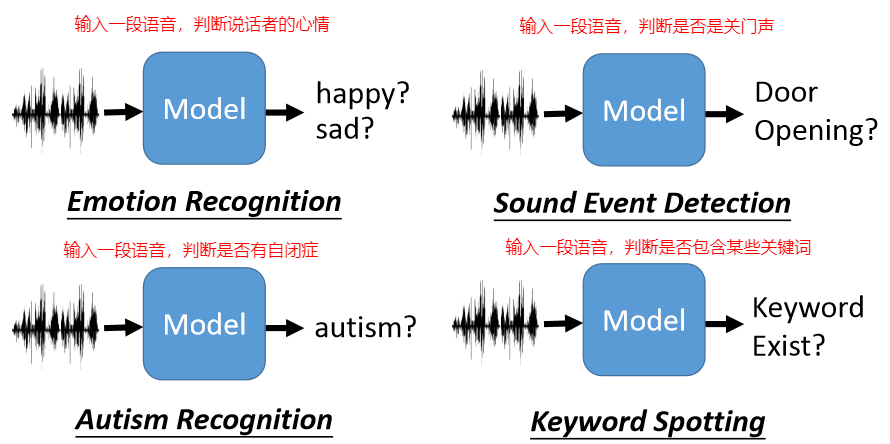 输入一段语音，判断说话者的心情
Model
happy?
sad?
Emotion Recognition
输入一段语音，判断是否是关门声
Model
Door
Opening?
Sound Event Detection
输入一段语音，判断是否有自闭症
Model
autism?
Autism Recognition
输入一段语音，判断是否包含某些关键词
Model
Keyword
Exist?
Keyword Spotting